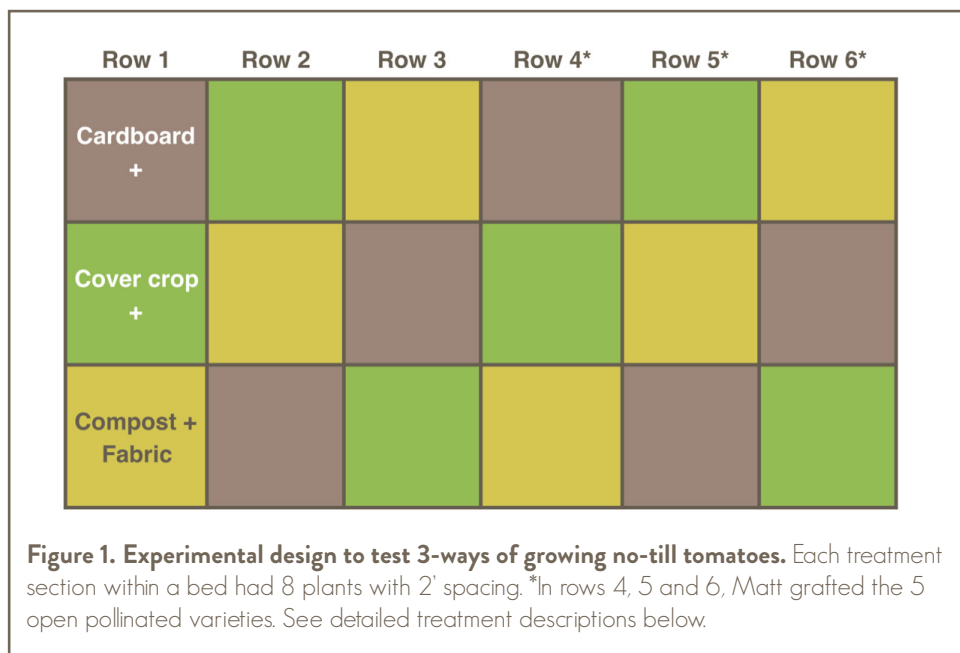 Row 1 Row 2 Row 3 Row 4* Row 5* Row 6*
Cardboard
+
Cover crop
+
Compost +
Fabric
Figure 1. Experimental design to test 3-ways of growing no-till tomatoes. Each treatment
section within a bed had 8 plants with 2' spacing. *In rows 4, 5 and 6, Matt grafted the 5
open pollinated varieties. See detailed treatment descriptions below.